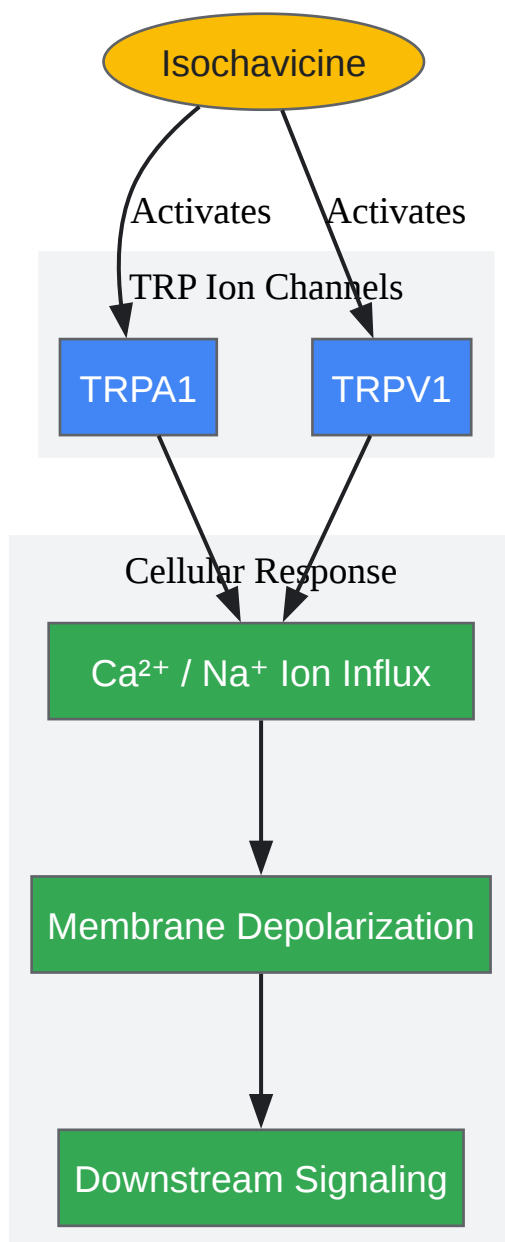 Isochavicine
Activates
Activates
TRP Ion Channels
TRPA1
TRPV1
Cellular Response
Ca²⁺ / Na⁺ Ion Influx
Membrane Depolarization
Downstream Signaling